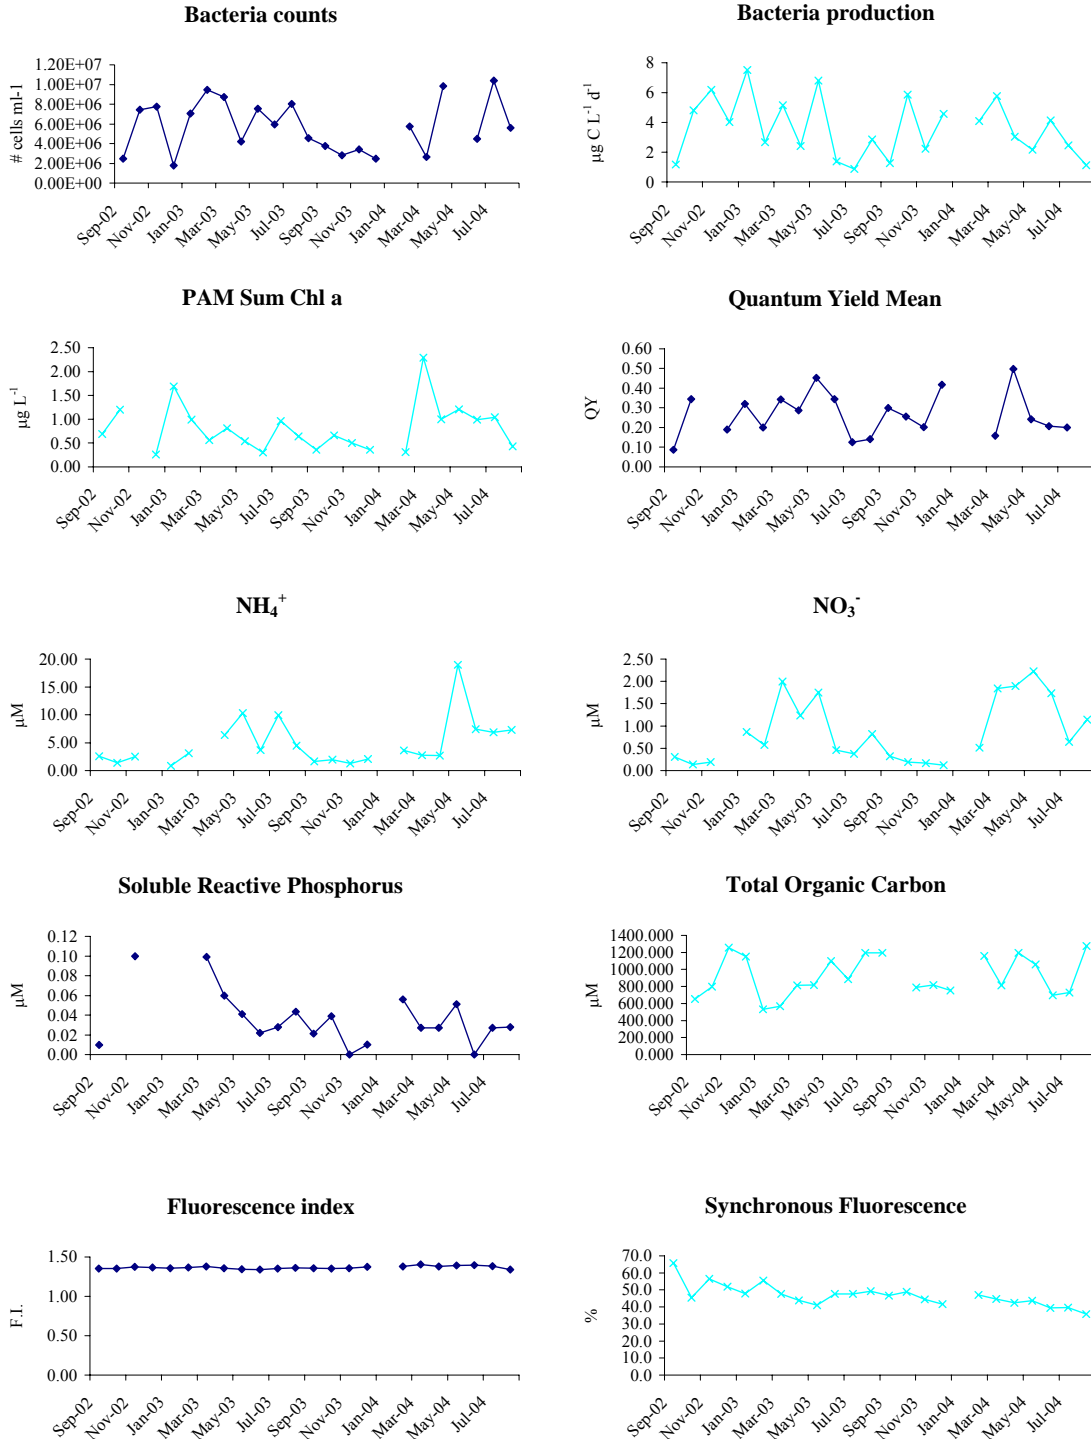 Bacteria counts
# cells ml-1
1.20E+07
1.00E+07
8.00E+06
6.00E+06
4.00E+06
2.00E+06
0.00E+00
Sep-02 Nov-02 Jan-03 Mar-03 May-03 Jul-03 Sep-03 Nov-03 Jan-04 Mar-04 May-04 Jul-04
Bacteria production
µg C L⁻¹ d⁻¹
8
6
4
2
0
Sep-02 Nov-02 Jan-03 Mar-03 May-03 Jul-03 Sep-03 Nov-03 Jan-04 Mar-04 May-04 Jul-04
PAM Sum Chl a
µg L⁻¹
2.50
2.00
1.50
1.00
0.50
0.00
Sep-02 Nov-02 Jan-03 Mar-03 May-03 Jul-03 Sep-03 Nov-03 Jan-04 Mar-04 May-04 Jul-04
Quantum Yield Mean
QY
0.60
0.50
0.40
0.30
0.20
0.10
0.00
Sep-02 Nov-02 Jan-03 Mar-03 May-03 Jul-03 Sep-03 Nov-03 Jan-04 Mar-04 May-04 Jul-04
NH₄⁺
µM
20.00
15.00
10.00
5.00
0.00
Sep-02 Nov-02 Jan-03 Mar-03 May-03 Jul-03 Sep-03 Nov-03 Jan-04 Mar-04 May-04 Jul-04
NO₃⁻
µM
2.50
2.00
1.50
1.00
0.50
0.00
Sep-02 Nov-02 Jan-03 Mar-03 May-03 Jul-03 Sep-03 Nov-03 Jan-04 Mar-04 May-04 Jul-04
Soluble Reactive Phosphorus
µM
0.12
0.10
0.08
0.06
0.04
0.02
0.00
Sep-02 Nov-02 Jan-03 Mar-03 May-03 Jul-03 Sep-03 Nov-03 Jan-04 Mar-04 May-04 Jul-04
Total Organic Carbon
µM
1400.000
1200.000
1000.000
800.000
600.000
400.000
200.000
0.000
Sep-02 Nov-02 Jan-03 Mar-03 May-03 Jul-03 Sep-03 Nov-03 Jan-04 Mar-04 May-04 Jul-04
Fluorescence index
F.I.
1.50
1.00
0.50
0.00
Sep-02 Nov-02 Jan-03 Mar-03 May-03 Jul-03 Sep-03 Nov-03 Jan-04 Mar-04 May-04 Jul-04
Synchronous Fluorescence
%
70.0
60.0
50.0
40.0
30.0
20.0
10.0
0.0
Sep-02 Nov-02 Jan-03 Mar-03 May-03 Jul-03 Sep-03 Nov-03 Jan-04 Mar-04 May-04 Jul-04